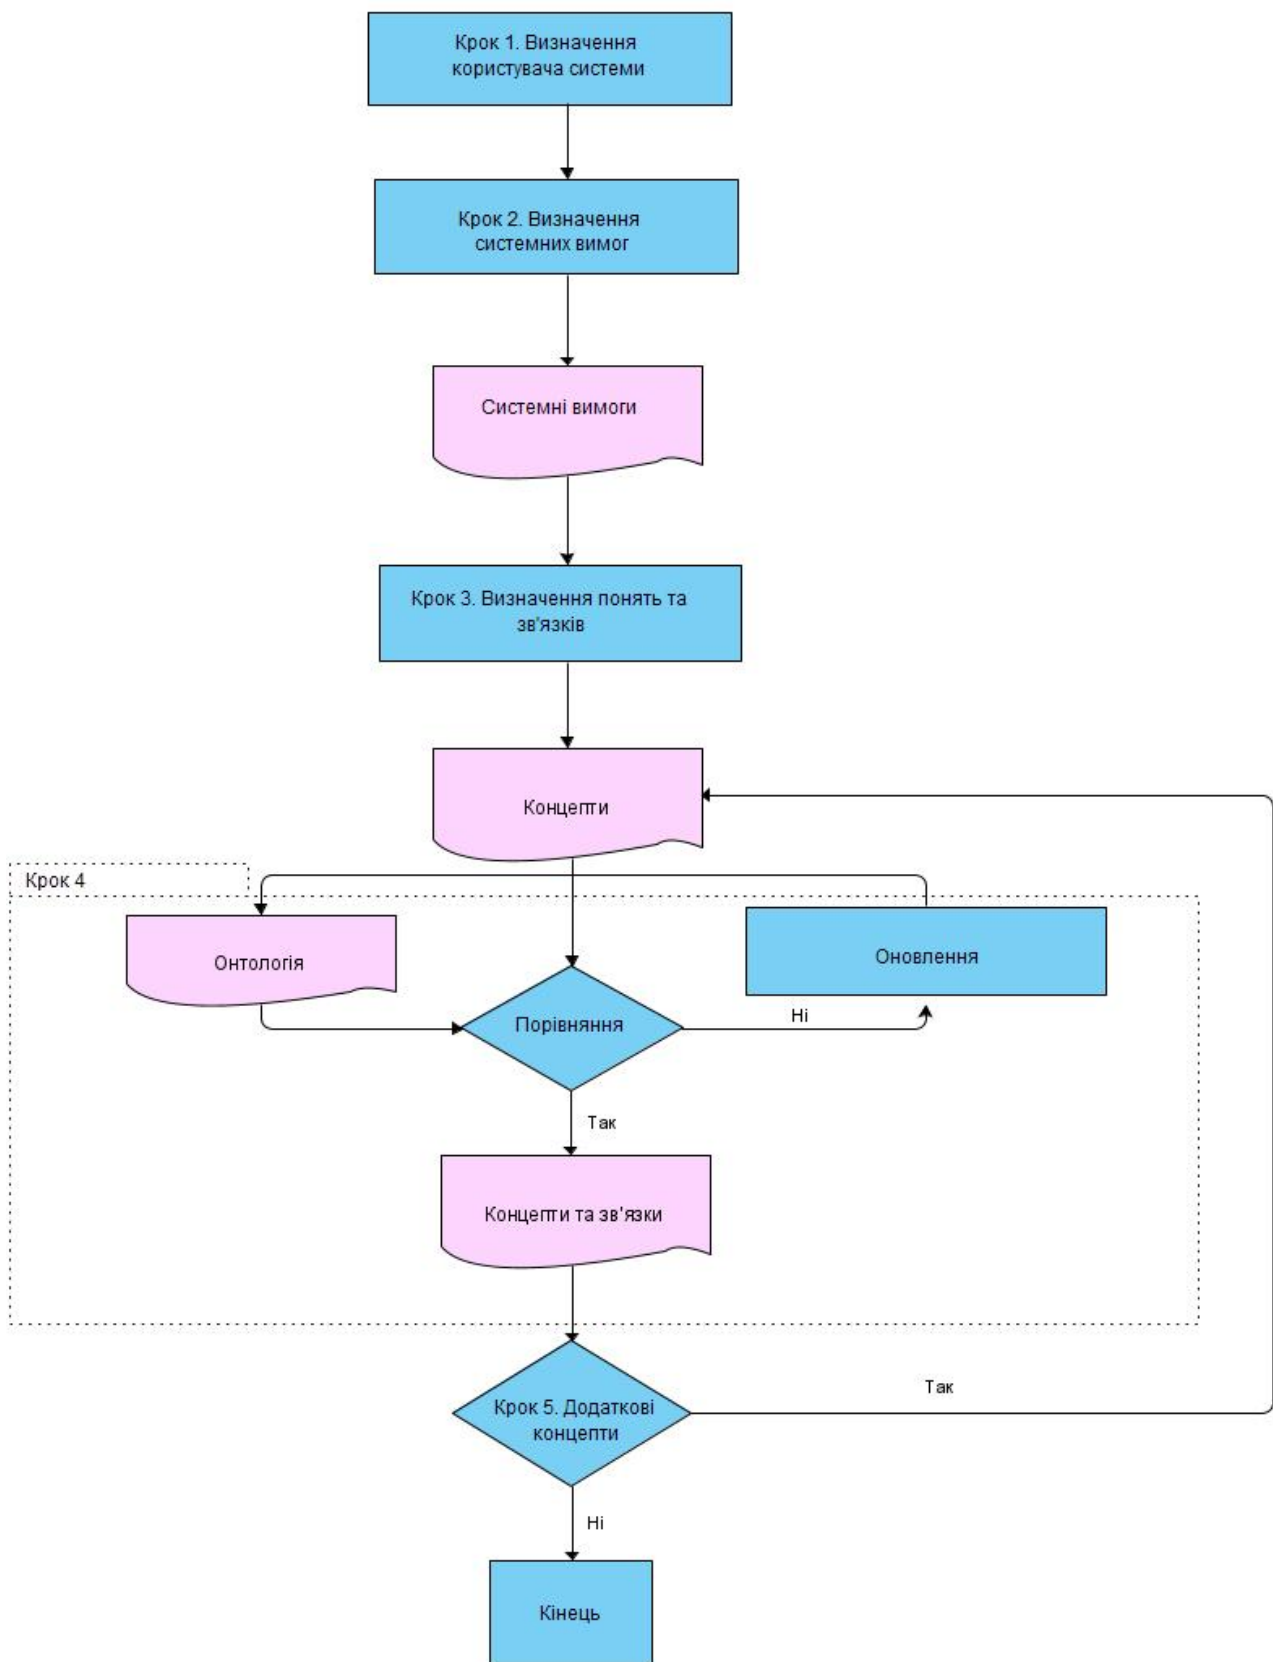 Крок 1. Визначення
користувача системи
Крок 2. Визначення
системних вимог
Системні вимоги
Крок 3. Визначення понять та
зв'язків
Концепти
Крок 4
Онтологія
Оновлення
Порівняння
Ні
Так
Концепти та зв'язки
Крок 5. Додаткові
концепти
Так
Ні
Кінець